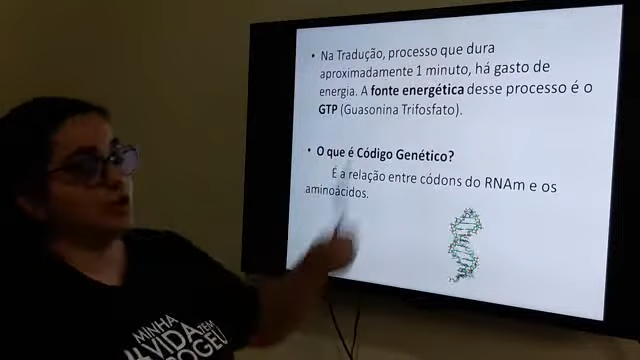 • Na Tradução, processo que dura
aproximadamente 1 minuto, há gasto de
energia. A fonte energética desse processo é o
GTP (Guasonina Trifosfato).
• O que é Código Genético?
É a relação entre códons do RNAm e os
aminoácidos.
MINHA
VIDA TEM